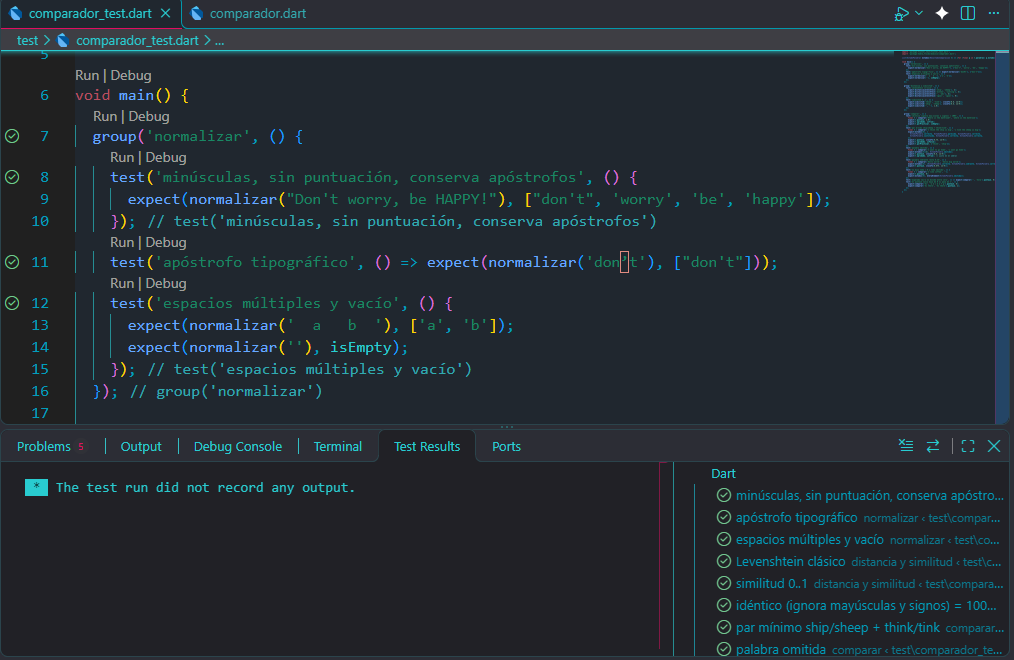 comparador_test.dart
comparador.dart
test > comparador_test.dart > ...
5
Run | Debug
6 void main() {
Run | Debug
7 group('normalizar', () {
Run | Debug
8 test('minúsculas, sin puntuación, conserva apóstrofos', () {
9 expect(normalizar("Don't worry, be HAPPY!"), ["don't", 'worry', 'be', 'happy']);
10 }); // test('minúsculas, sin puntuación, conserva apóstrofos')
Run | Debug
11 test('apóstrofo tipográfico', () => expect(normalizar('don’t'), ["don't"]));
Run | Debug
12 test('espacios múltiples y vacío', () {
13 expect(normalizar('  a   b  '), ['a', 'b']);
14 expect(normalizar(''), isEmpty);
15 }); // test('espacios múltiples y vacío')
16 }); // group('normalizar')
17
Problems 5 Output Debug Console Terminal Test Results Ports
* The test run did not record any output.
Dart
minúsculas, sin puntuación, conserva apóstro...
apóstrofo tipográfico normalizar < test\compar...
espacios múltiples y vacío normalizar < test\co...
Levenshtein clásico distancia y similitud < test\c...
similitud 0..1 distancia y similitud < test\compara...
idéntico (ignora mayúsculas y signos) = 100...
par mínimo ship/sheep + think/tink comparar...
palabra omitida comparar < test\comparador_te...